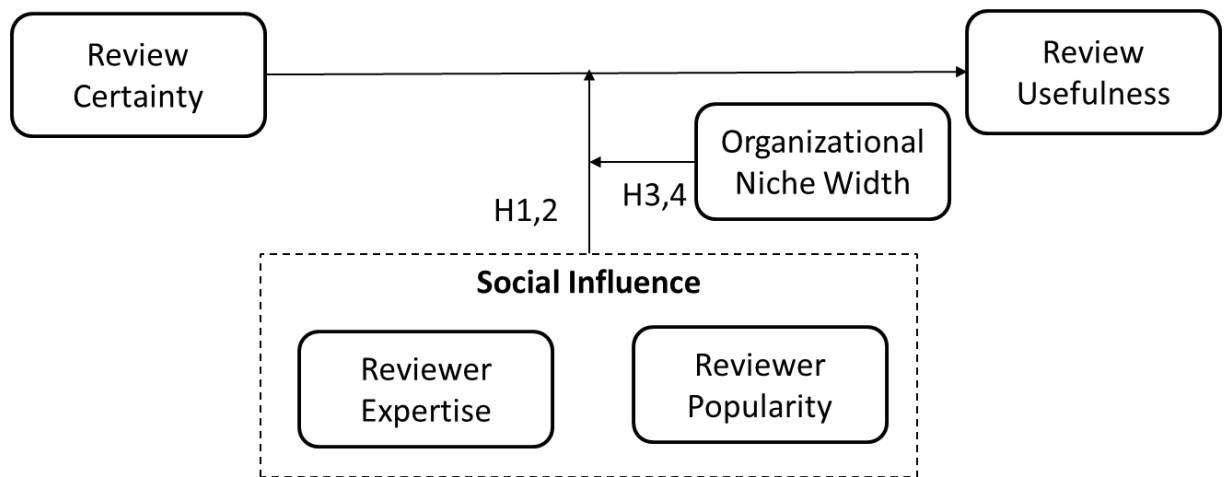 Review
Certainty
Review
Usefulness
Organizational
Niche Width
H1,2
H3,4
Social Influence
Reviewer
Expertise
Reviewer
Popularity